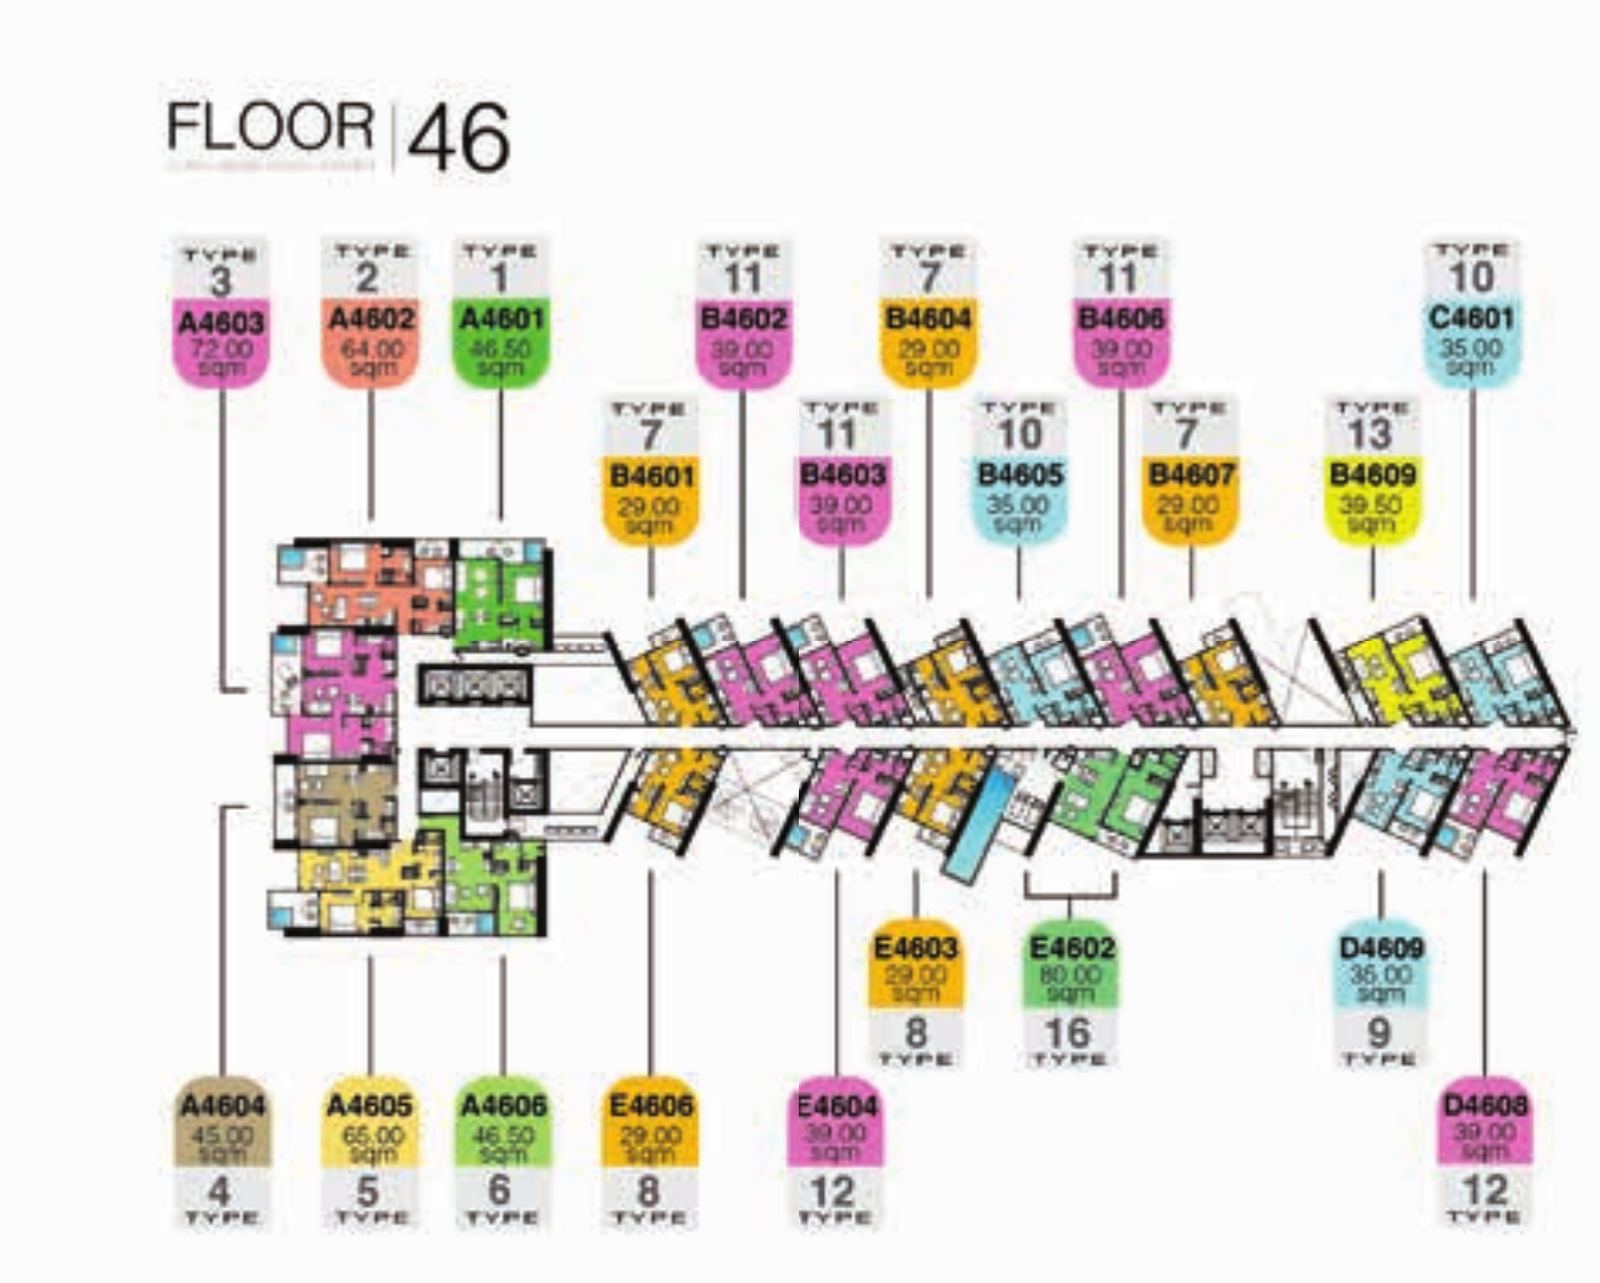 FLOOR 46
TYPE
3
A4603
72.00
sqm
TYPE
2
A4602
64.00
sqm
TYPE
1
A4601
46.50
sqm
TYPE
11
B4602
39.00
sqm
TYPE
7
B4604
29.00
sqm
TYPE
11
B4606
39.00
sqm
TYPE
10
C4601
35.00
sqm
TYPE
7
B4601
29.00
sqm
TYPE
11
B4603
39.00
sqm
TYPE
10
B4605
35.00
sqm
TYPE
7
B4607
29.00
sqm
TYPE
13
B4609
39.50
sqm
E4603
29.00
sqm
8
TYPE
E4602
80.00
sqm
16
TYPE
D4609
35.00
sqm
9
TYPE
A4604
45.00
sqm
4
TYPE
A4605
65.00
sqm
5
TYPE
A4606
46.50
sqm
6
TYPE
E4606
29.00
sqm
8
TYPE
E4604
39.00
sqm
12
TYPE
D4608
39.00
sqm
12
TYPE